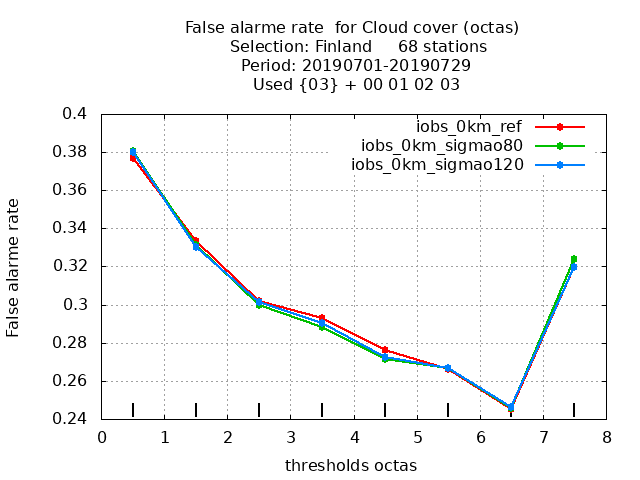 False alarme rate  for Cloud cover (octas)
Selection: Finland     68 stations
Period: 20190701-20190729
Used {03} + 00 01 02 03
iobs_0km_ref
iobs_0km_sigmao80
iobs_0km_sigmao120
False alarme rate
0.4
0.38
0.36
0.34
0.32
0.3
0.28
0.26
0.24
0 1 2 3 4 5 6 7 8
thresholds octas